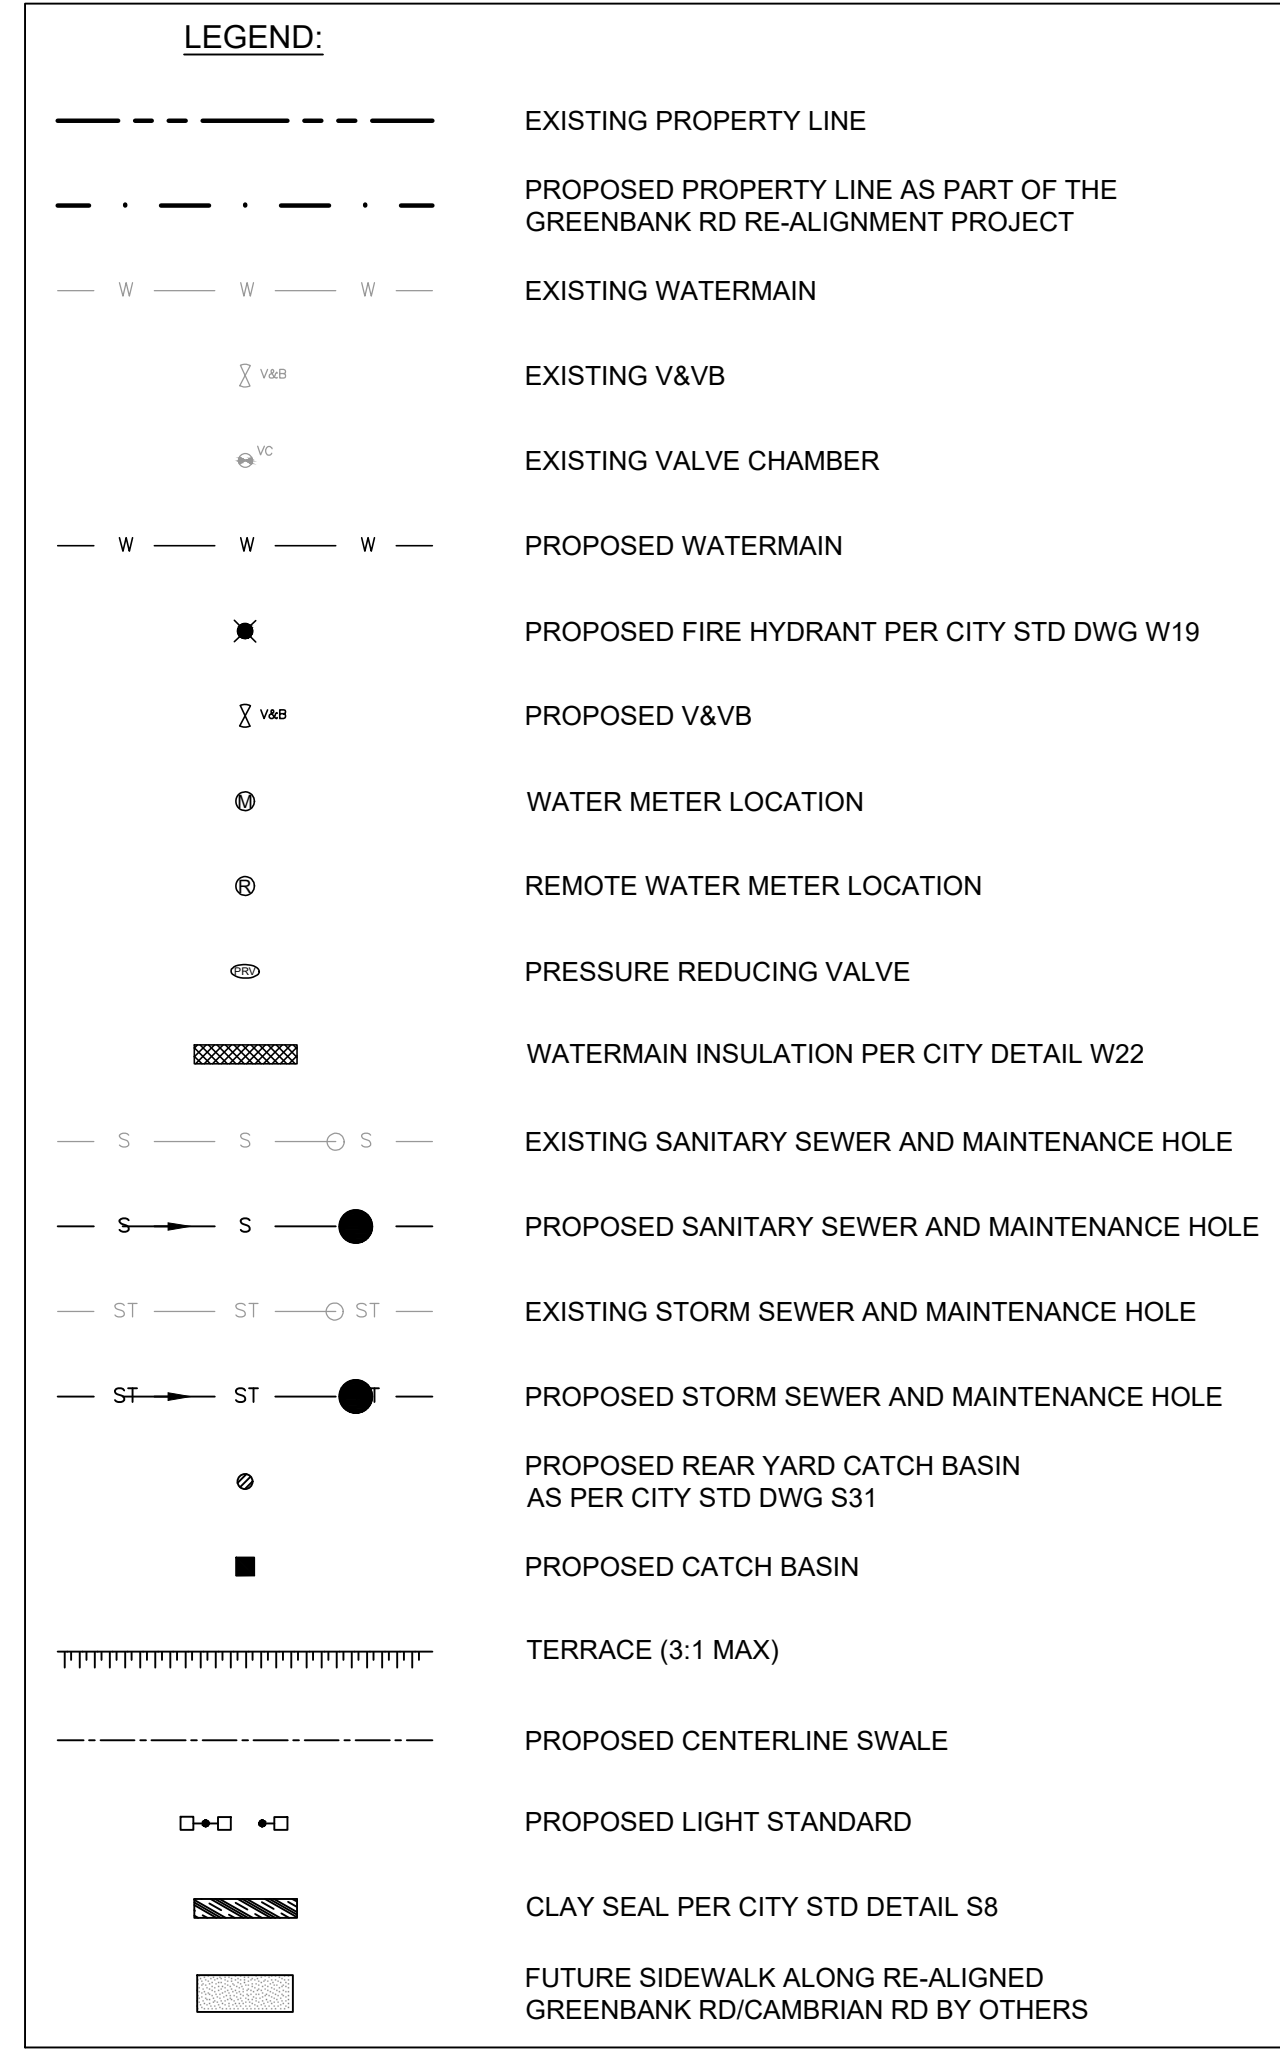 LEGEND:
EXISTING PROPERTY LINE
PROPOSED PROPERTY LINE AS PART OF THE
GREENBANK RD RE-ALIGNMENT PROJECT
W W W EXISTING WATERMAIN
V&B EXISTING V&VB
VC EXISTING VALVE CHAMBER
W W W PROPOSED WATERMAIN
PROPOSED FIRE HYDRANT PER CITY STD DWG W19
V&B PROPOSED V&VB
M WATER METER LOCATION
R REMOTE WATER METER LOCATION
PRV PRESSURE REDUCING VALVE
WATERMAIN INSULATION PER CITY DETAIL W22
S S S EXISTING SANITARY SEWER AND MAINTENANCE HOLE
S S PROPOSED SANITARY SEWER AND MAINTENANCE HOLE
ST ST ST EXISTING STORM SEWER AND MAINTENANCE HOLE
ST ST T PROPOSED STORM SEWER AND MAINTENANCE HOLE
PROPOSED REAR YARD CATCH BASIN
AS PER CITY STD DWG S31
PROPOSED CATCH BASIN
TERRACE (3:1 MAX)
PROPOSED CENTERLINE SWALE
PROPOSED LIGHT STANDARD
CLAY SEAL PER CITY STD DETAIL S8
FUTURE SIDEWALK ALONG RE-ALIGNED
GREENBANK RD/CAMBRIAN RD BY OTHERS